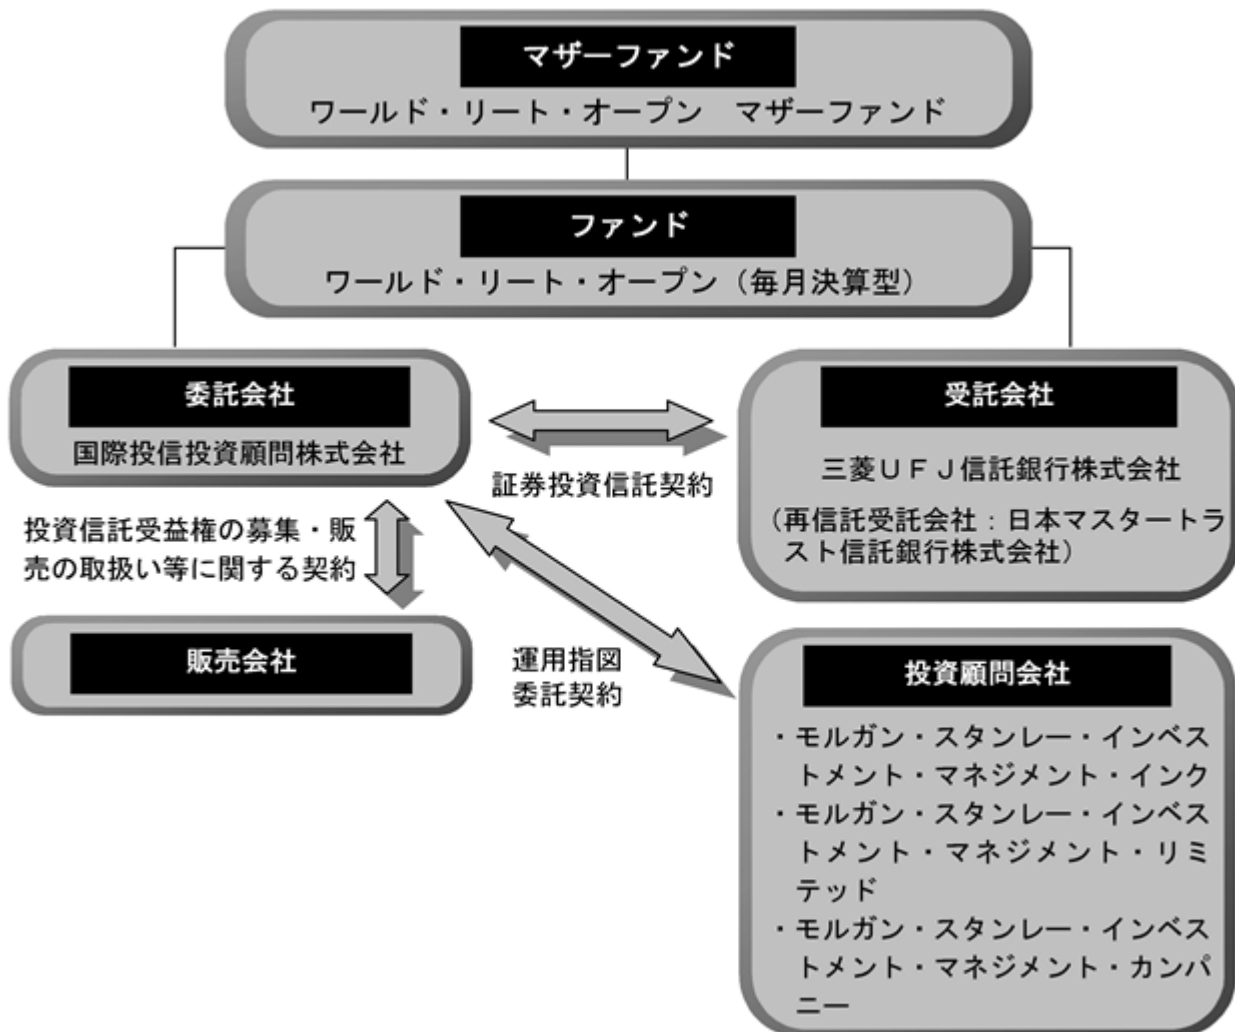 マザーファンド
ワールド・リート・オープン　マザーファンド
ファンド
ワールド・リート・オープン（毎月決算型）
委託会社
国際投信投資顧問株式会社
証券投資信託契約
受託会社
三菱ＵＦＪ信託銀行株式会社
（再信託受託会社：日本マスタートラ
スト信託銀行株式会社）
投資信託受益権の募集・販
売の取扱い等に関する契約
販売会社
運用指図
委託契約
投資顧問会社
・モルガン・スタンレー・インベス
トメント・マネジメント・インク
・モルガン・スタンレー・インベス
トメント・マネジメント・リミ
テッド
・モルガン・スタンレー・インベス
トメント・マネジメント・カンパ
ニー